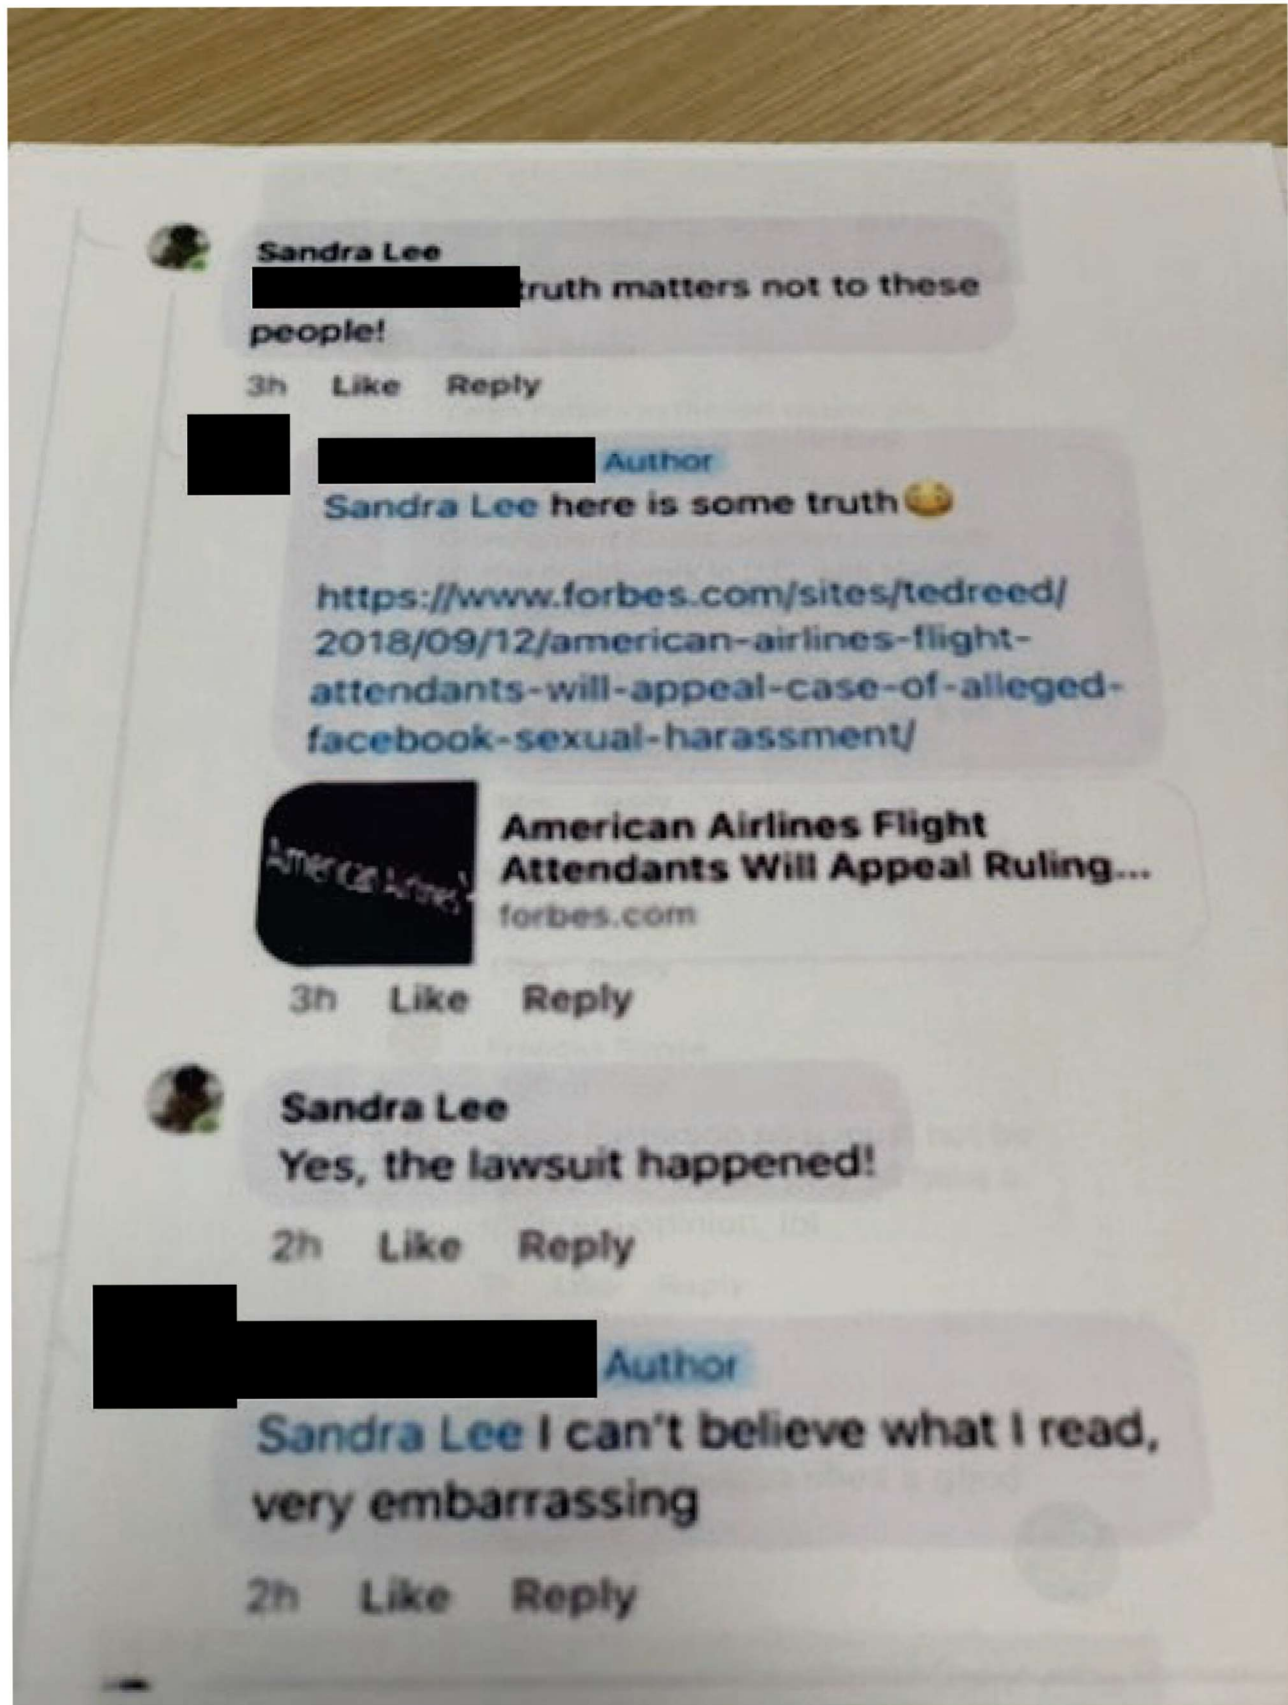 Sandra Lee
truth matters not to these
people!
3h Like Reply
Author
Sandra Lee here is some truth😳
https://www.forbes.com/sites/tedreed/
2018/09/12/american-airlines-flight-
attendants-will-appeal-case-of-alleged-
facebook-sexual-harassment/
American Airlines
American Airlines Flight
Attendants Will Appeal Ruling...
forbes.com
3h Like Reply
Sandra Lee
Yes, the lawsuit happened!
2h Like Reply
Author
Sandra Lee I can't believe what I read,
very embarrassing
2h Like Reply